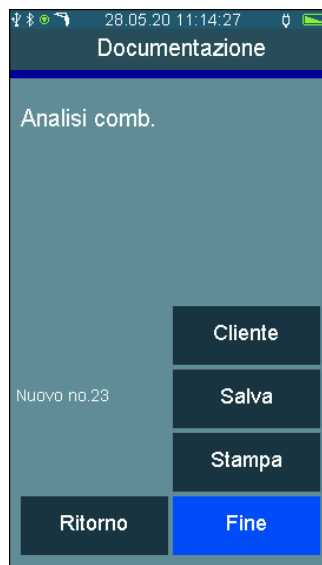 28.05.20 11:14:27
Documentazione
Analisi comb.
Cliente
Nuovo no.23
Salva
Stampa
Ritorno
Fine